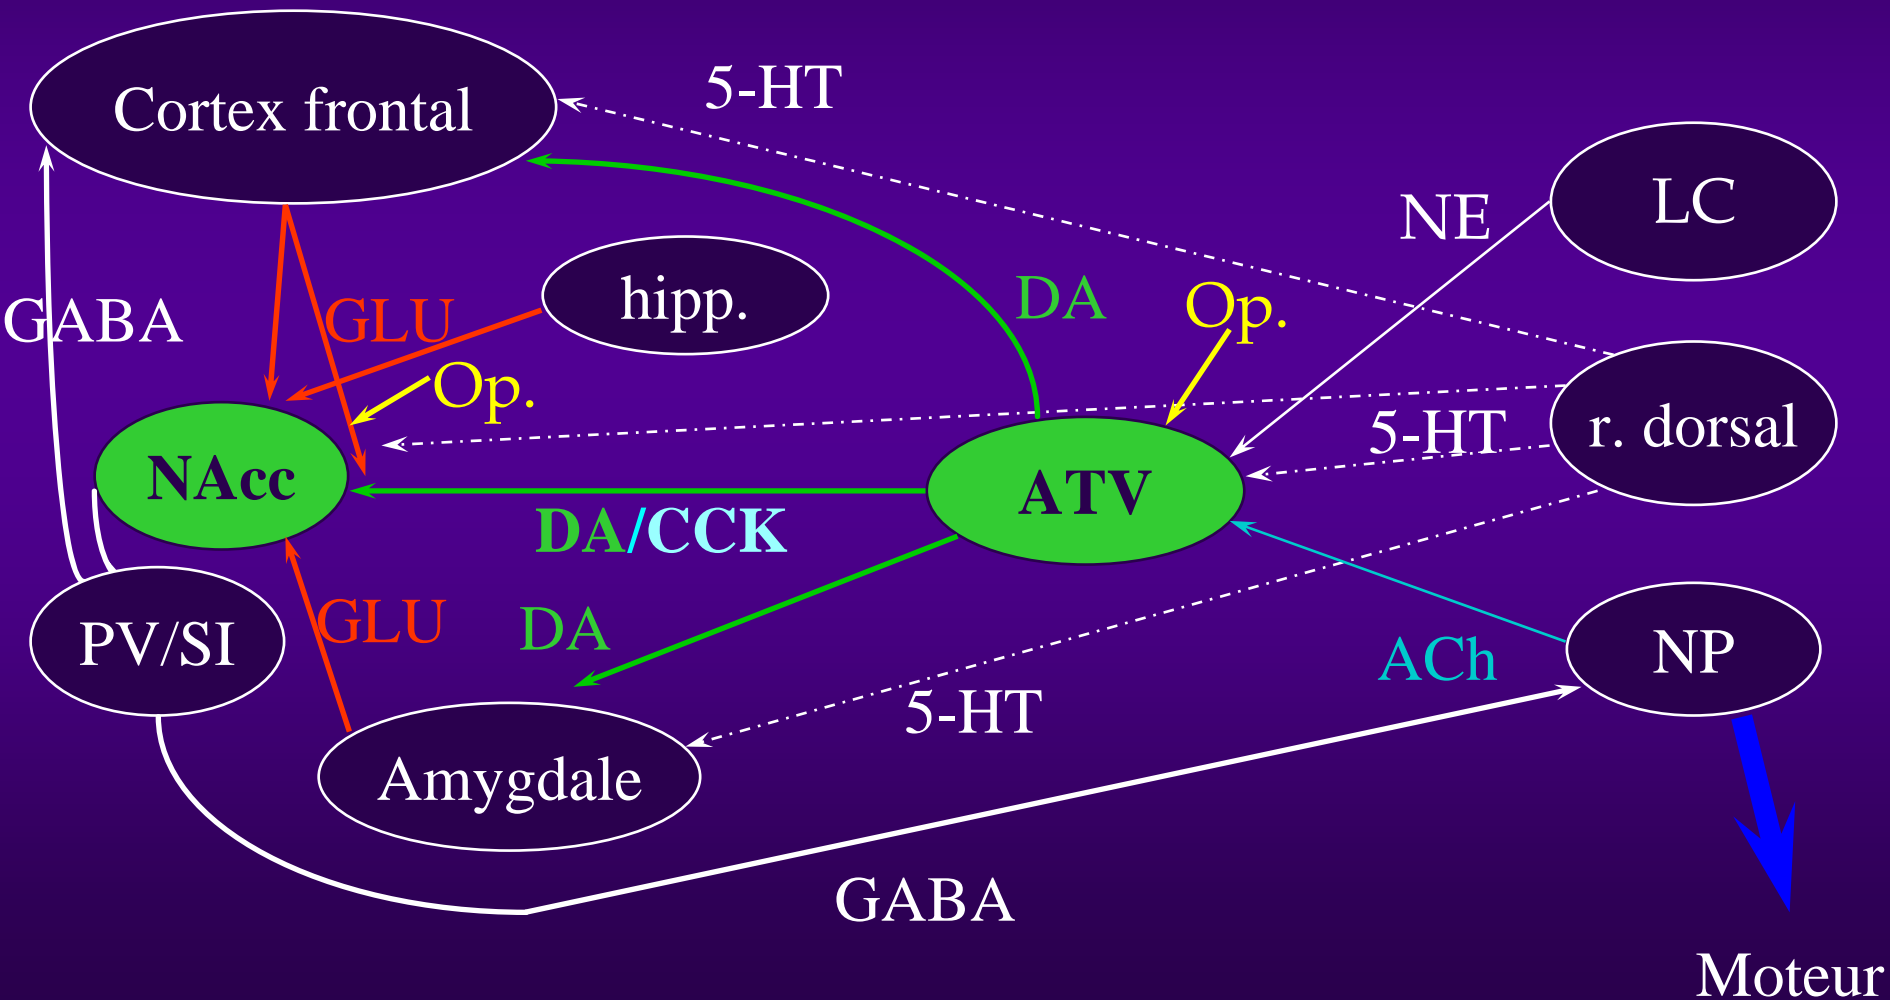 5-HT
Cortex frontal
LC
NE
hipp.
DA
Op.
GABA
GLU
Op.
5-HT
r. dorsal
NAcc
ATV
DA/CCK
GLU
DA
PV/SI
ACh
NP
5-HT
Amygdale
GABA
Moteur